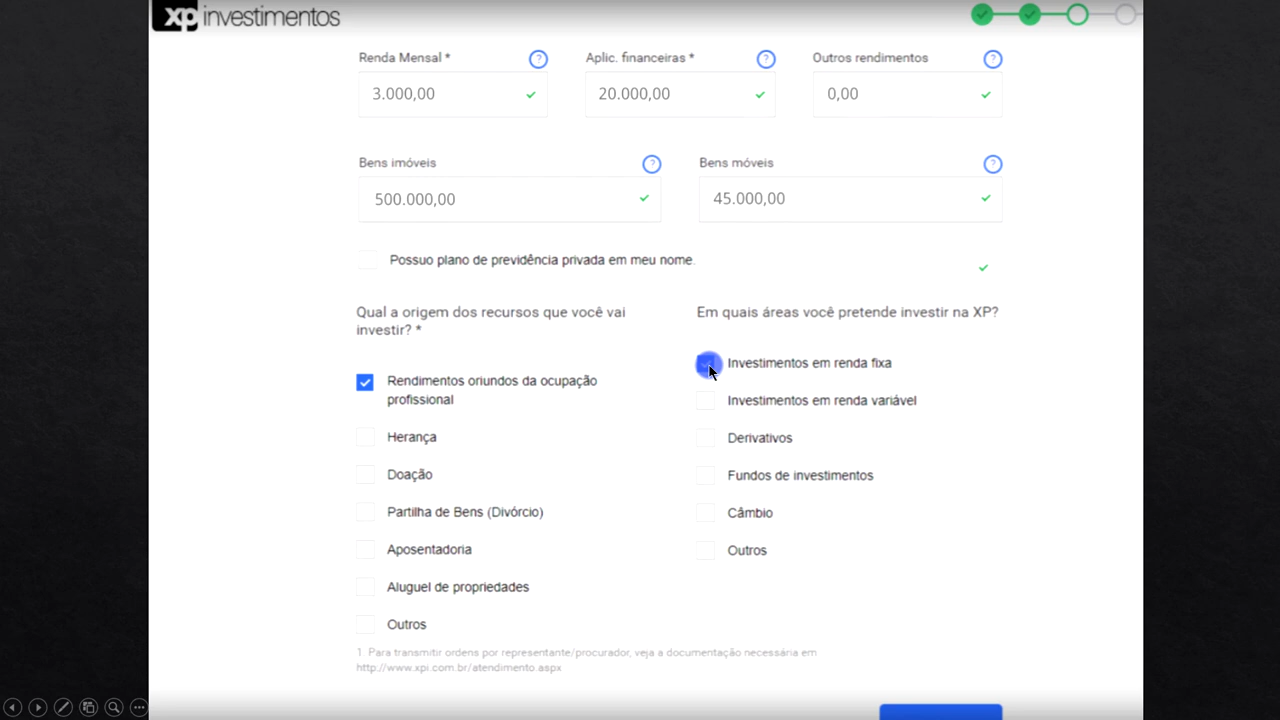 xp investimentos
Renda Mensal *
Aplic. financeiras *
Outros rendimentos
3.000,00
20.000,00
0,00
Bens imóveis
Bens móveis
500.000,00
45.000,00
Possuo plano de previdência privada em meu nome.
Qual a origem dos recursos que você vai
investir? *
Rendimentos oriundos da ocupação
profissional
Herança
Doação
Partilha de Bens (Divórcio)
Aposentadoria
Aluguel de propriedades
Outros
Em quais áreas você pretende investir na XP?
Investimentos em renda fixa
Investimentos em renda variável
Derivativos
Fundos de investimentos
Câmbio
Outros
1. Para transmitir ordens por representante/procurador, veja a documentação necessária em
http://www.xpi.com.br/atendimento.aspx